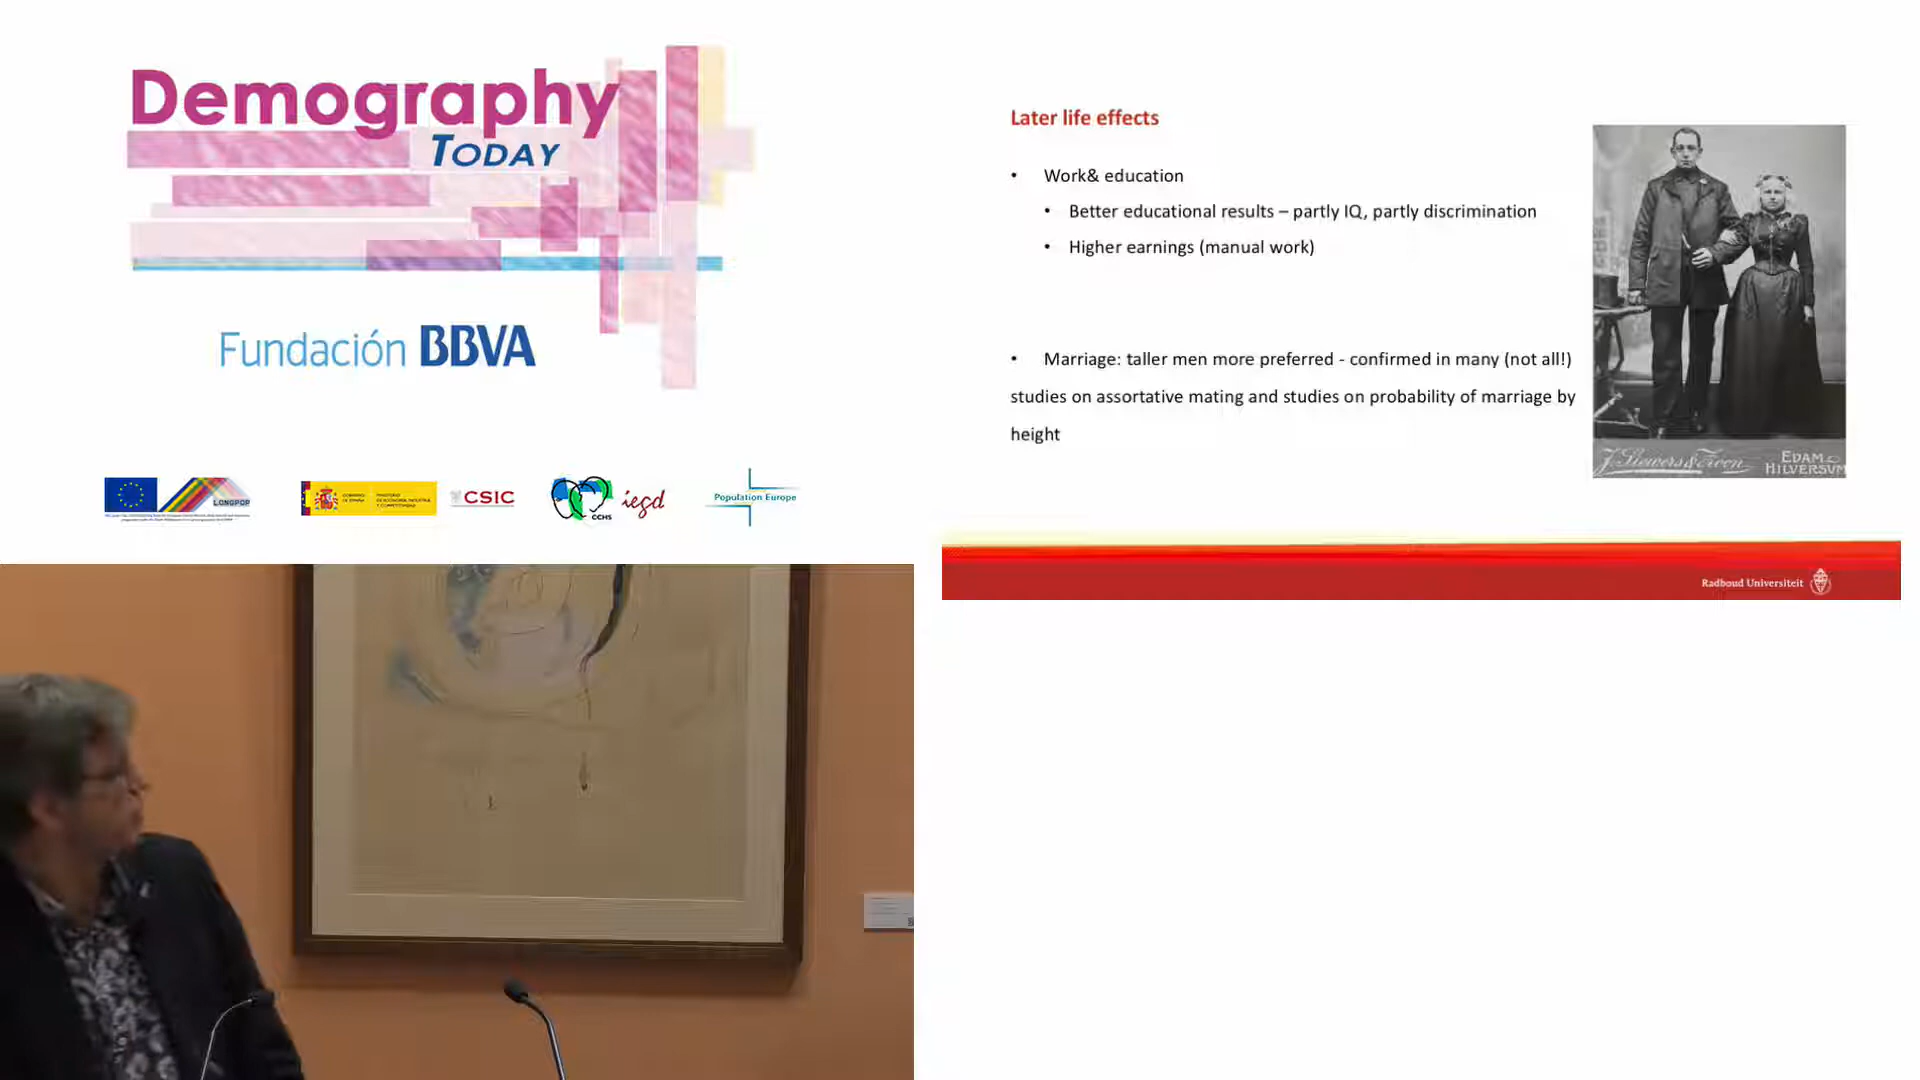 Demography
TODAY
Fundación BBVA
LONGPOP
CSIC
CCHS
iegd
Population Europe
Later life effects
• Work& education
• Better educational results – partly IQ, partly discrimination
• Higher earnings (manual work)
• Marriage: taller men more preferred - confirmed in many (not all!)
studies on assortative mating and studies on probability of marriage by
height
EDAM
HILVERSUM
Radboud Universiteit